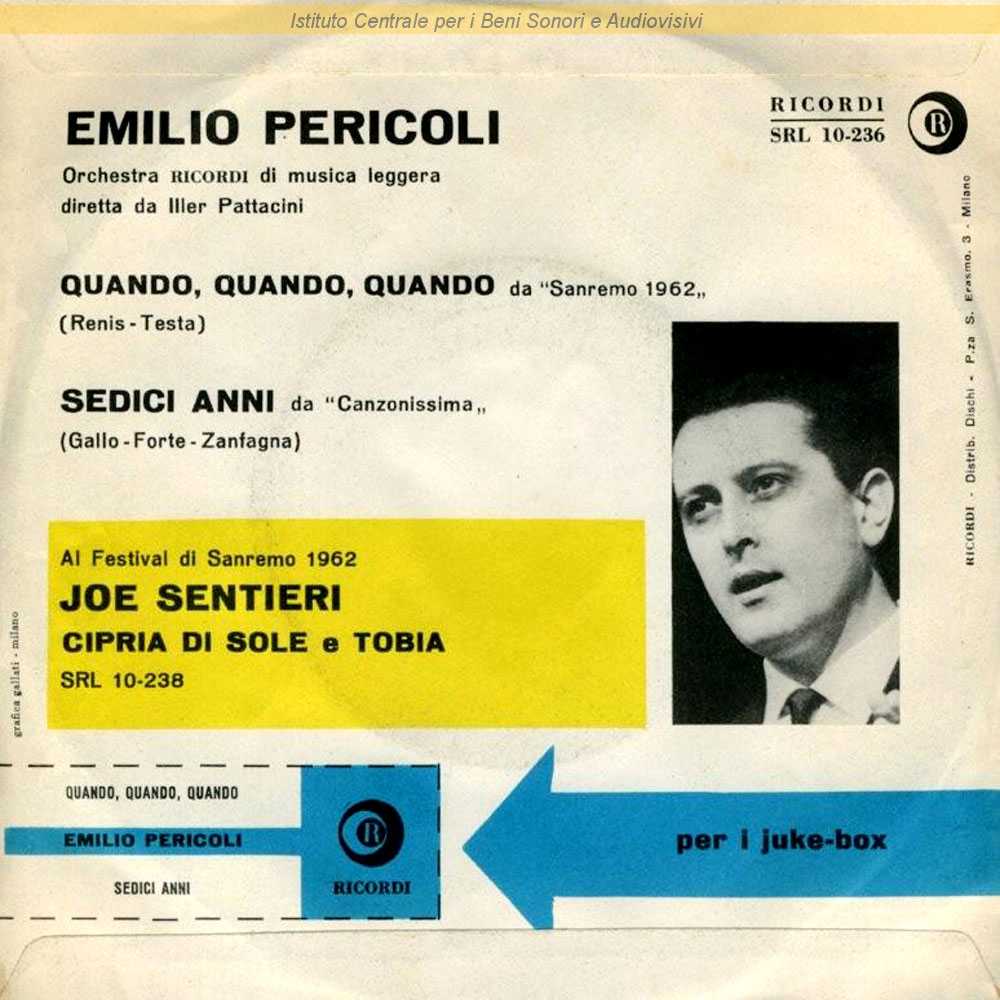 Istituto Centrale per i Beni Sonori e Audiovisivi
EMILIO PERICOLI
RICORDI
SRL 10-236
R
Orchestra RICORDI di musica leggera
diretta da Iller Pattacini
QUANDO, QUANDO, QUANDO da "Sanremo 1962„
(Renis - Testa)
SEDICI ANNI da "Canzonissima„
(Gallo - Forte - Zanfagna)
RICORDI - Distrib. Dischi - P.za S. Erasmo. 3 - Milano
Al Festival di Sanremo 1962
JOE SENTIERI
CIPRIA DI SOLE e TOBIA
SRL 10-238
grafica gallati - milano
QUANDO, QUANDO, QUANDO
EMILIO PERICOLI
SEDICI ANNI
R
RICORDI
per i juke-box